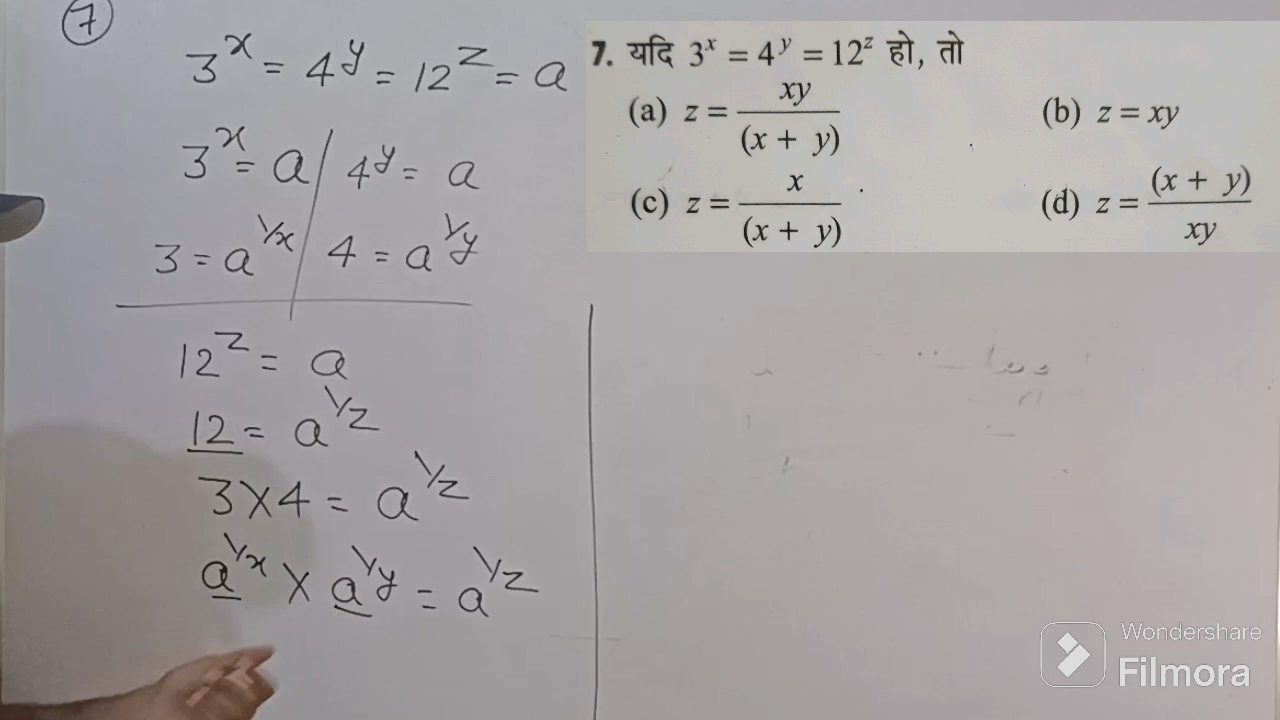 7
3^x = 4^y = 12^z = a
3^x = a / 4^y = a
3 = a^1/x / 4 = a^1/y
12^z = a
12 = a^1/z
3 X 4 = a^1/z
a^1/x X a^1/y = a^1/z
7. यदि 3^x = 4^y = 12^z हो, तो
(a) z = xy/(x + y) (b) z = xy
(c) z = x/(x + y) (d) z = (x + y)/xy
Wondershare
Filmora